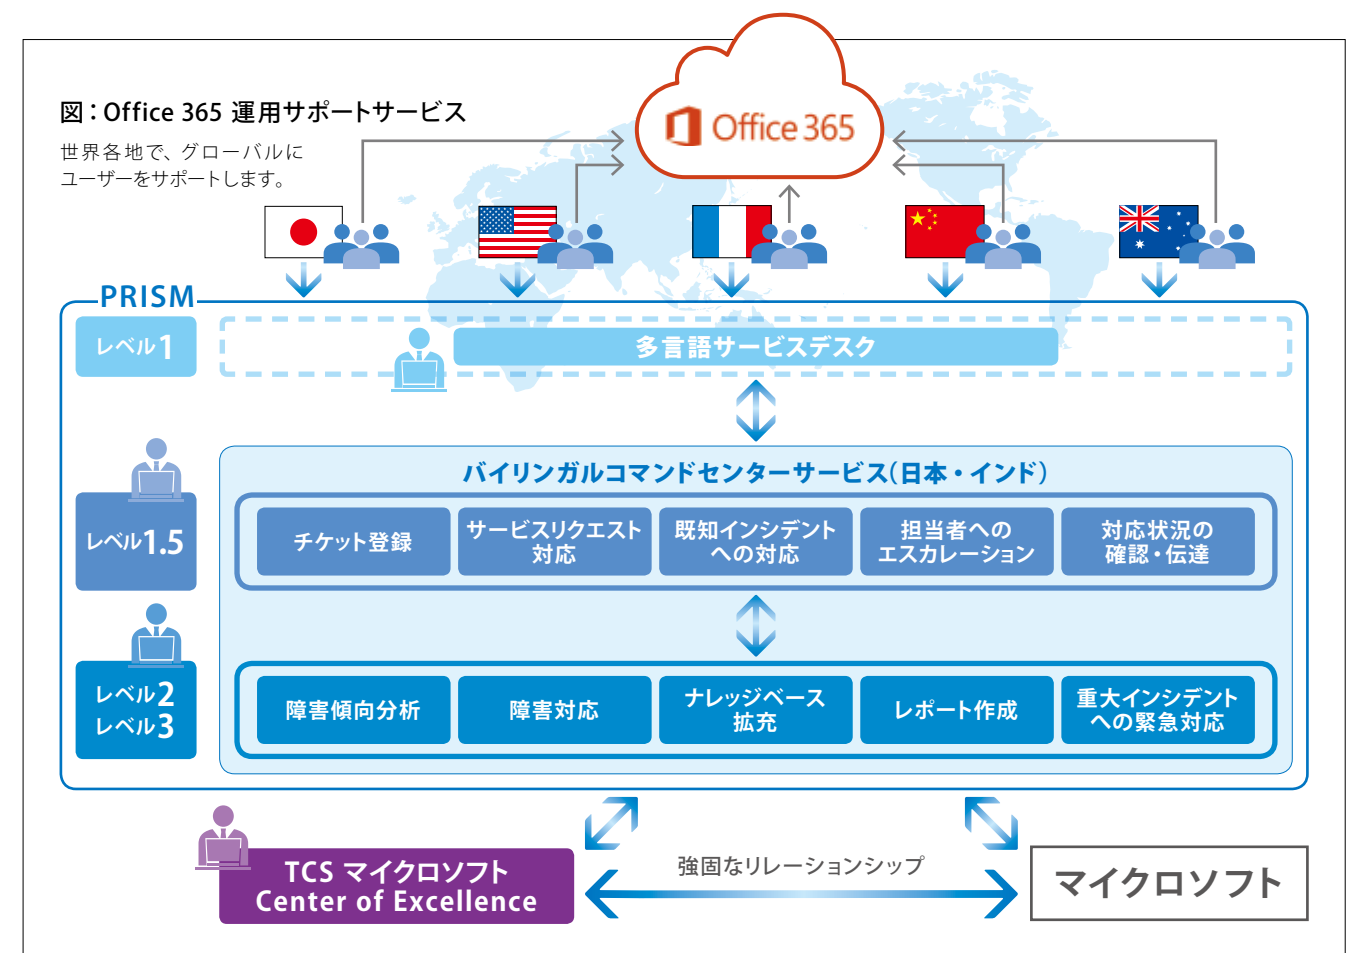 図：Office 365 運用サポートサービス
世界各地で、グローバルに
ユーザーをサポートします。
Office 365
PRISM
レベル1
多言語サービスデスク
バイリンガルコマンドセンターサービス（日本・インド）
レベル1.5
チケット登録
サービスリクエスト
対応
既知インシデント
への対応
担当者への
エスカレーション
対応状況の
確認・伝達
レベル2
レベル3
障害傾向分析
障害対応
ナレッジベース
拡充
レポート作成
重大インシデント
への緊急対応
TCS マイクロソフト
Center of Excellence
強固なリレーションシップ
マイクロソフト